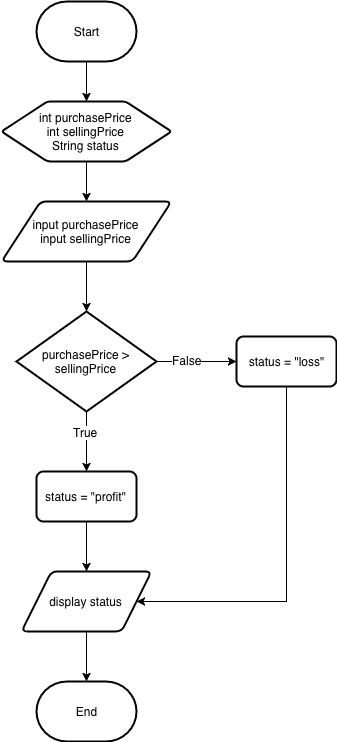 Start
int purchasePrice
int sellingPrice
String status
input purchasePrice
input sellingPrice
purchasePrice >
sellingPrice
False
status = "loss"
True
status = "profit"
display status
End